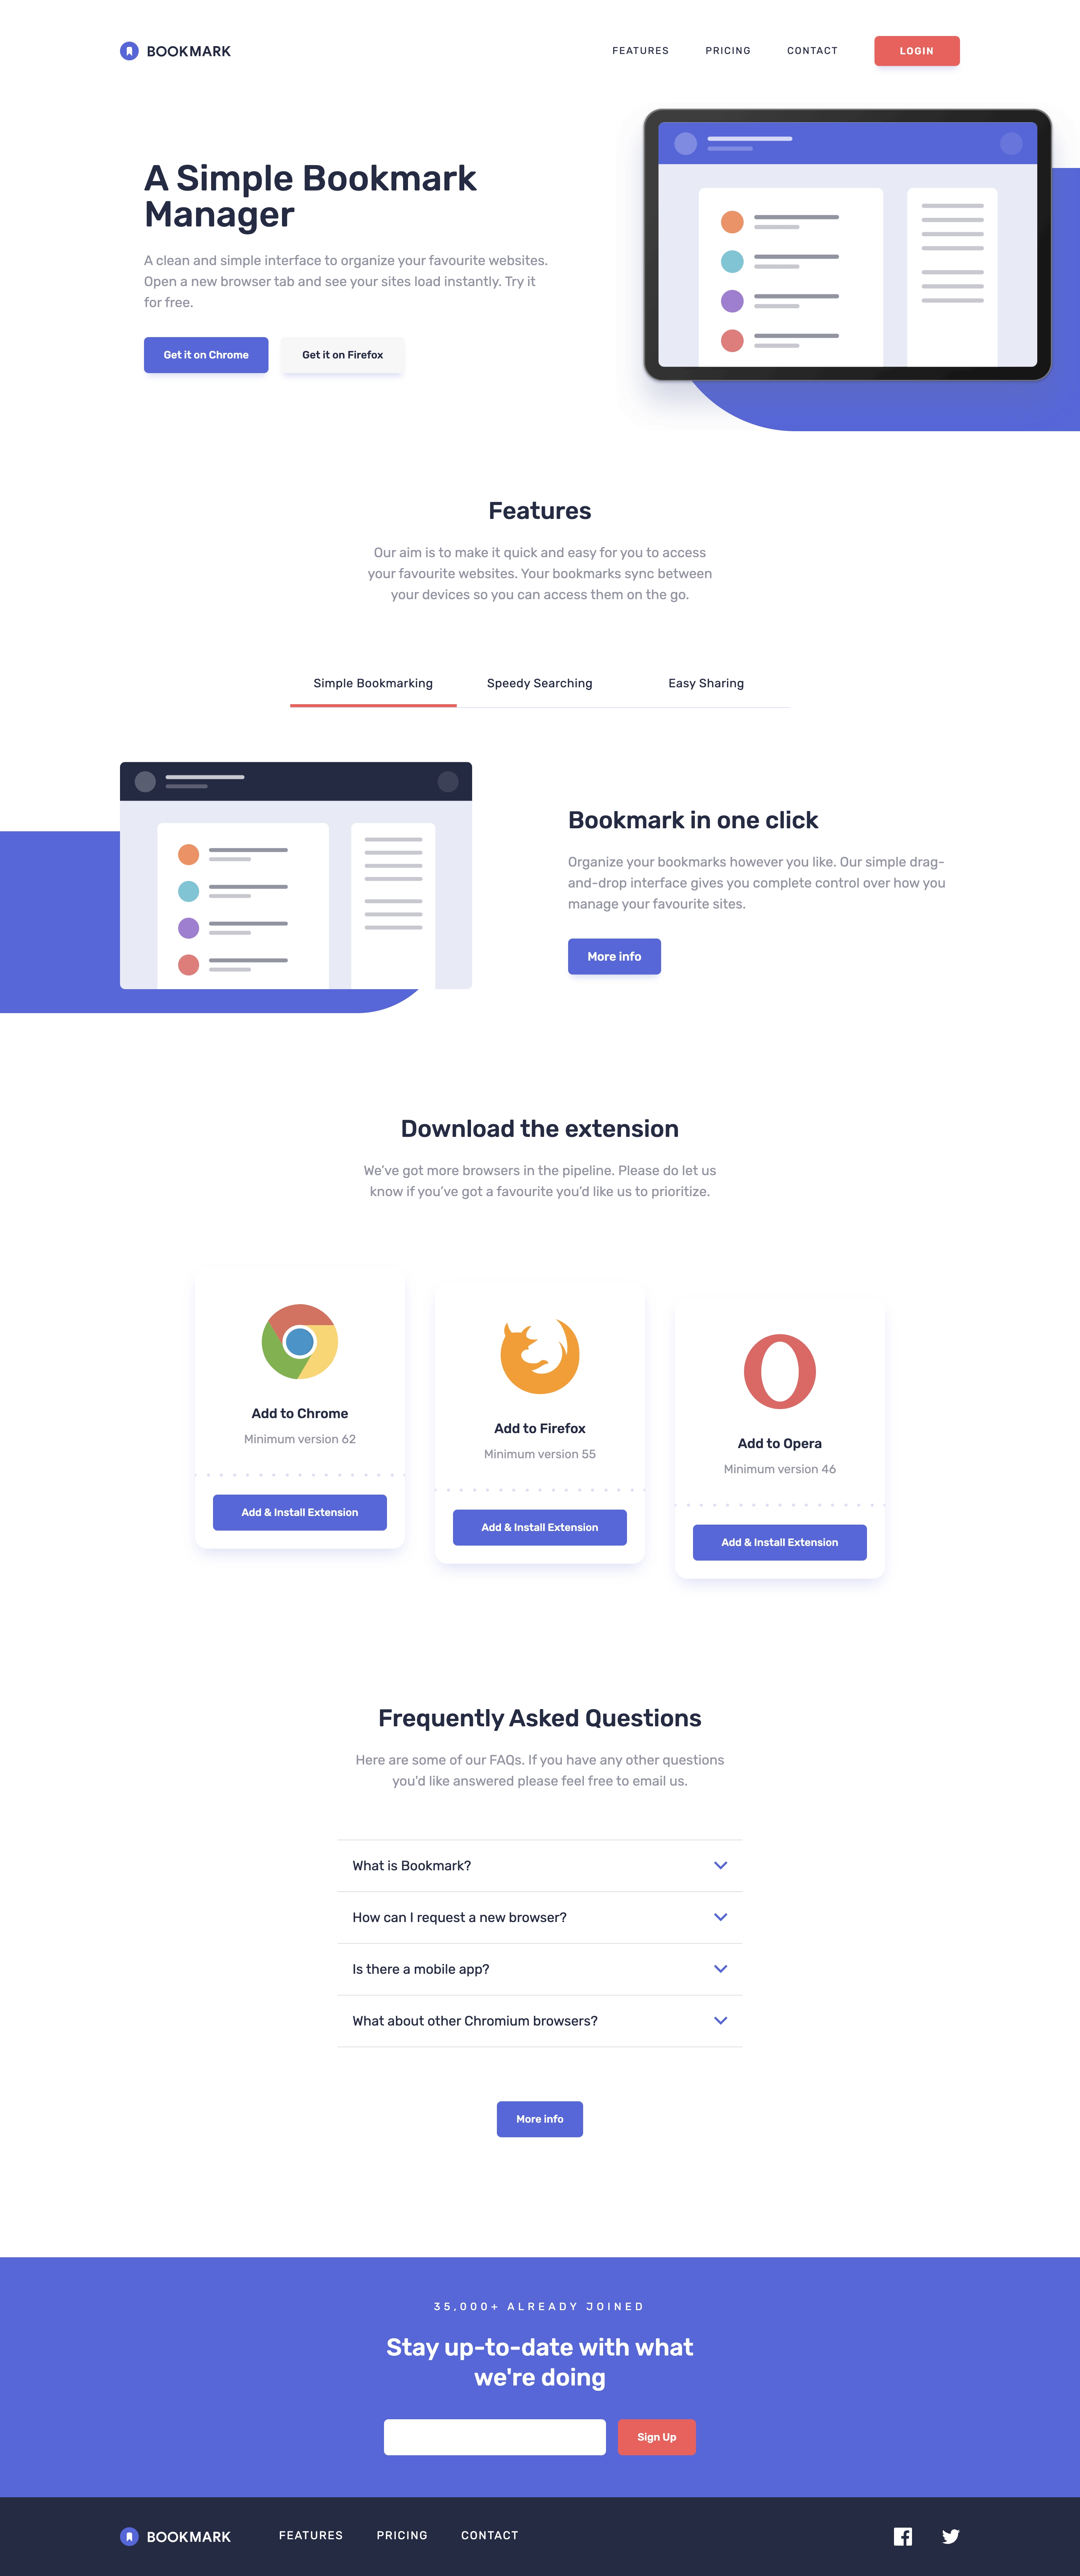 BOOKMARK
FEATURES PRICING CONTACT LOGIN
A Simple Bookmark
Manager
A clean and simple interface to organize your favourite websites.
Open a new browser tab and see your sites load instantly. Try it
for free.
Get it on Chrome Get it on Firefox
Features
Our aim is to make it quick and easy for you to access
your favourite websites. Your bookmarks sync between
your devices so you can access them on the go.
Simple Bookmarking Speedy Searching Easy Sharing
Bookmark in one click
Organize your bookmarks however you like. Our simple drag-
and-drop interface gives you complete control over how you
manage your favourite sites.
More info
Download the extension
We've got more browsers in the pipeline. Please do let us
know if you've got a favourite you'd like us to prioritize.
Add to Chrome
Minimum version 62
Add & Install Extension
Add to Firefox
Minimum version 55
Add & Install Extension
Add to Opera
Minimum version 46
Add & Install Extension
Frequently Asked Questions
Here are some of our FAQs. If you have any other questions
you'd like answered please feel free to email us.
What is Bookmark?
How can I request a new browser?
Is there a mobile app?
What about other Chromium browsers?
More info
35,000+ ALREADY JOINED
Stay up-to-date with what
we're doing
Sign Up
BOOKMARK FEATURES PRICING CONTACT